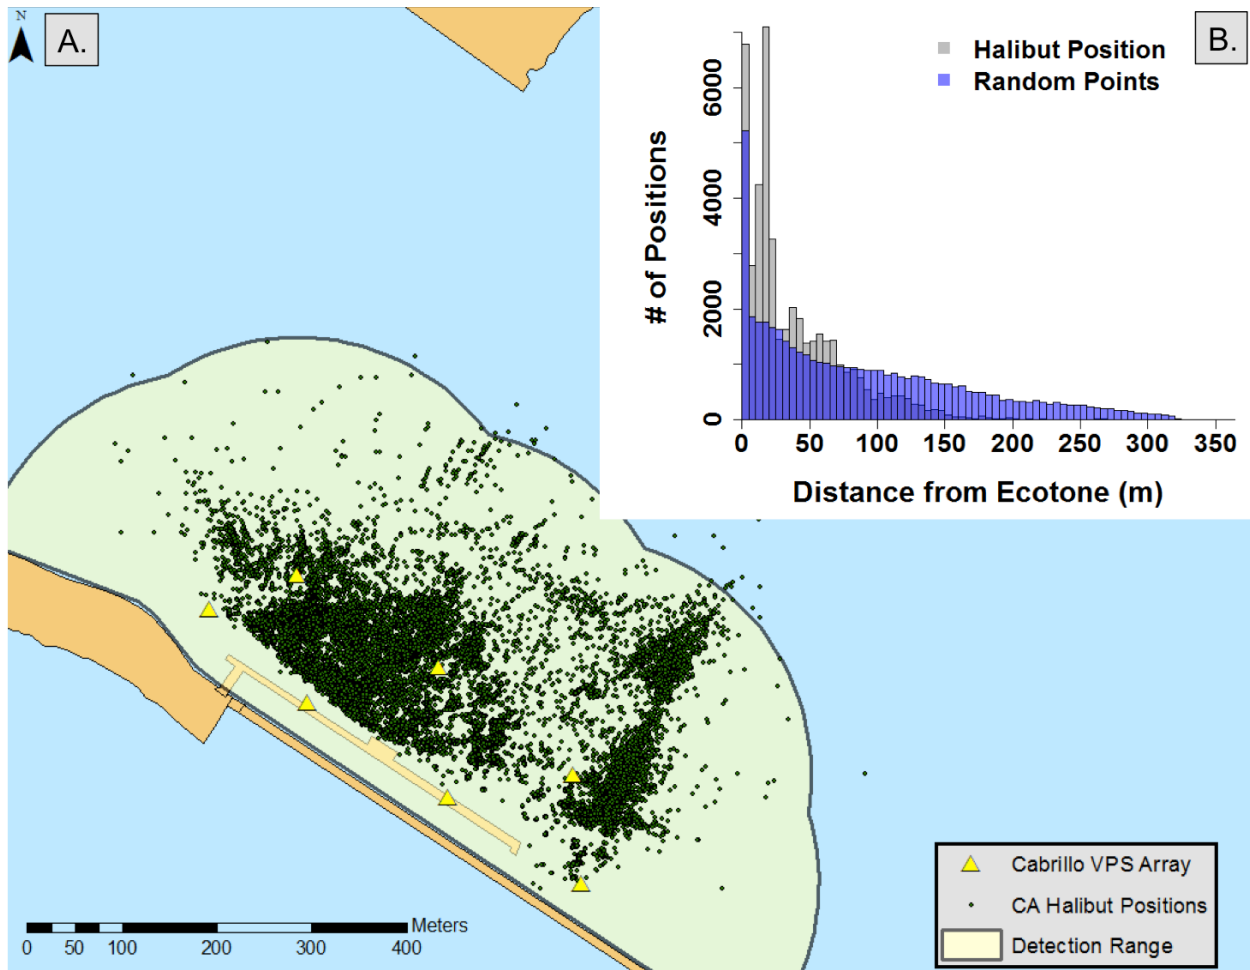 N
A.
B.
Halibut Position
Random Points
# of Positions
0
2000
4000
6000
0
50
100
150
200
250
300
350
Distance from Ecotone (m)
Cabrillo VPS Array
CA Halibut Positions
Detection Range
Meters
0
50
100
200
300
400